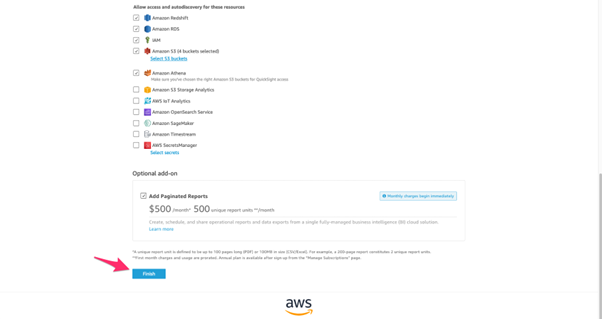 Allow access and autodiscovery for these resources
Amazon Redshift
Amazon RDS
IAM
Amazon S3 (4 buckets selected)
Select S3 buckets
Amazon Athena
Make sure you've chosen the right Amazon S3 buckets for QuickSight access
Amazon S3 Storage Analytics
AWS IoT Analytics
Amazon OpenSearch Service
Amazon SageMaker
Amazon Timestream
AWS SecretsManager
Select secrets
Optional add-on
Add Paginated Reports
Monthly charges begin immediately
$500 /month* 500 unique report units **/month
Create, schedule, and share operational reports and data exports from a single fully-managed business intelligence (BI) cloud solution.
Learn more
*A unique report unit is defined to be up to 100 pages long (PDF) or 100MB in size (CSV/Excel). For example, a 200-page report constitutes 2 unique report units.
**First month charges and usage are prorated. Annual plan is available after sign-up from the "Manage Subscriptions" page.
Finish
aws